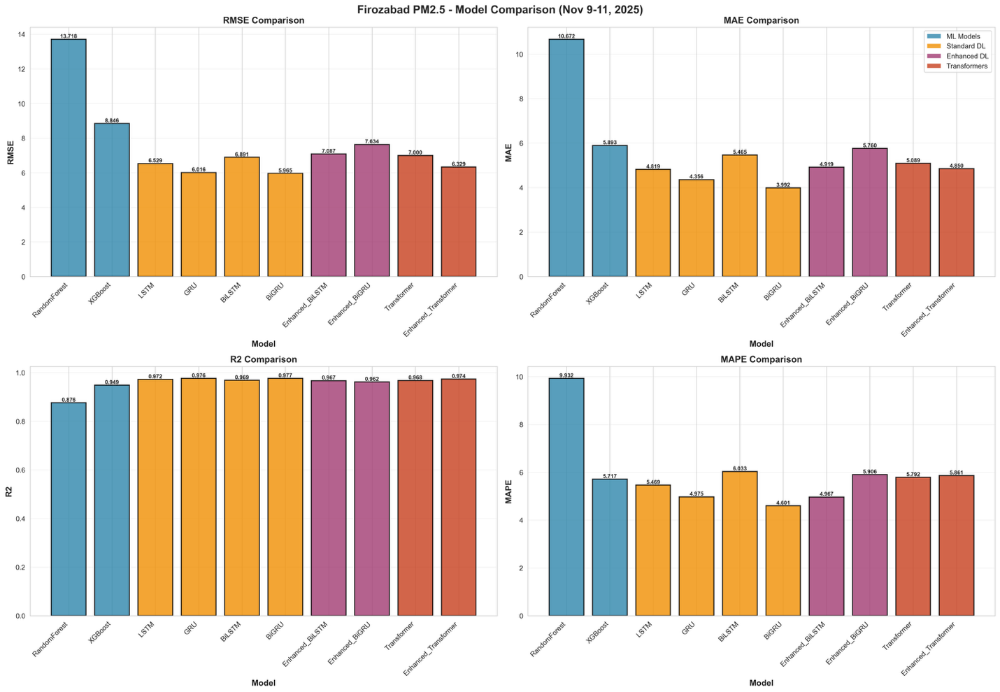 Firozabad PM2.5 - Model Comparison (Nov 9-11, 2025)
RMSE Comparison
RMSE
14
12
10
8
6
4
2
0
13.718
8.846
6.529
6.016
6.891
5.965
7.087
7.634
7.000
6.329
RandomForest
XGBoost
LSTM
GRU
BiLSTM
BiGRU
Enhanced_BiLSTM
Enhanced_BiGRU
Transformer
Enhanced_Transformer
Model
MAE Comparison
MAE
10
8
6
4
2
0
10.672
5.893
4.819
4.356
5.465
3.992
4.919
5.760
5.089
4.850
ML Models
Standard DL
Enhanced DL
Transformers
RandomForest
XGBoost
LSTM
GRU
BiLSTM
BiGRU
Enhanced_BiLSTM
Enhanced_BiGRU
Transformer
Enhanced_Transformer
Model
R2 Comparison
R2
1.0
0.8
0.6
0.4
0.2
0.0
0.876
0.949
0.972
0.976
0.969
0.977
0.967
0.962
0.968
0.974
RandomForest
XGBoost
LSTM
GRU
BiLSTM
BiGRU
Enhanced_BiLSTM
Enhanced_BiGRU
Transformer
Enhanced_Transformer
Model
MAPE Comparison
MAPE
10
8
6
4
2
0
9.932
5.717
5.469
4.975
6.033
4.601
4.967
5.906
5.792
5.861
RandomForest
XGBoost
LSTM
GRU
BiLSTM
BiGRU
Enhanced_BiLSTM
Enhanced_BiGRU
Transformer
Enhanced_Transformer
Model